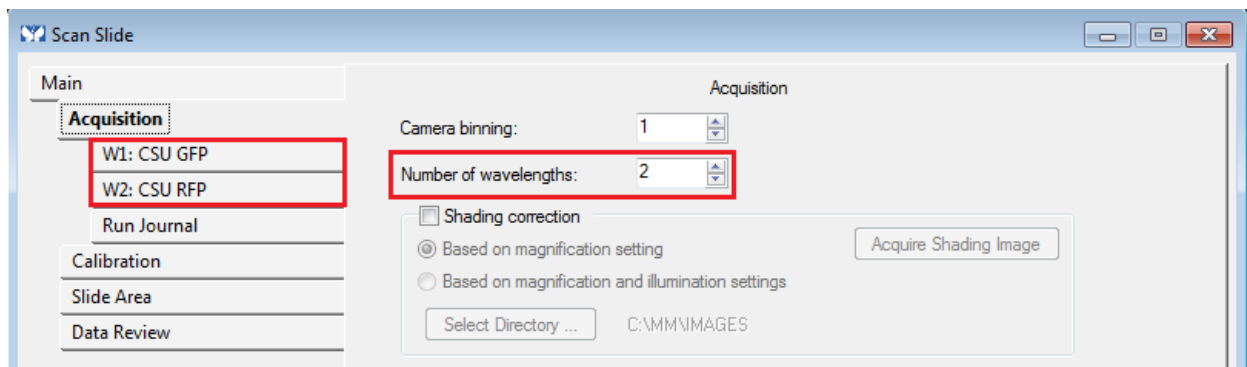 Scan Slide
Main
Acquisition
W1: CSU GFP
W2: CSU RFP
Run Journal
Calibration
Slide Area
Data Review
Acquisition
Camera binning: 1
Number of wavelengths: 2
Shading correction
Based on magnification setting
Acquire Shading Image
Based on magnification and illumination settings
Select Directory ... C:\MM\IMAGES